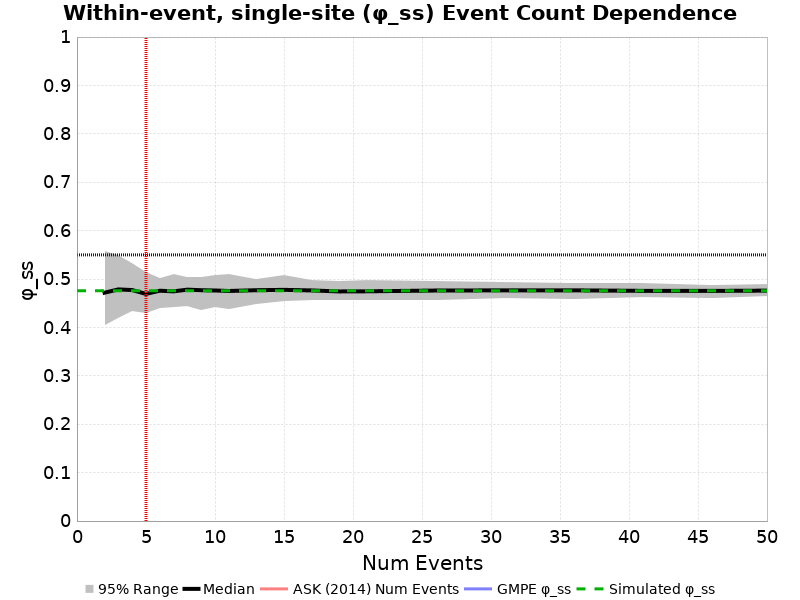 Within-event, single-site (φ_ss) Event Count Dependence
1
0.9
0.8
0.7
0.6
0.5
0.4
0.3
0.2
0.1
0
φ_ss
0 5 10 15 20 25 30 35 40 45 50
Num Events
95% Range Median ASK (2014) Num Events GMPE φ_ss Simulated φ_ss